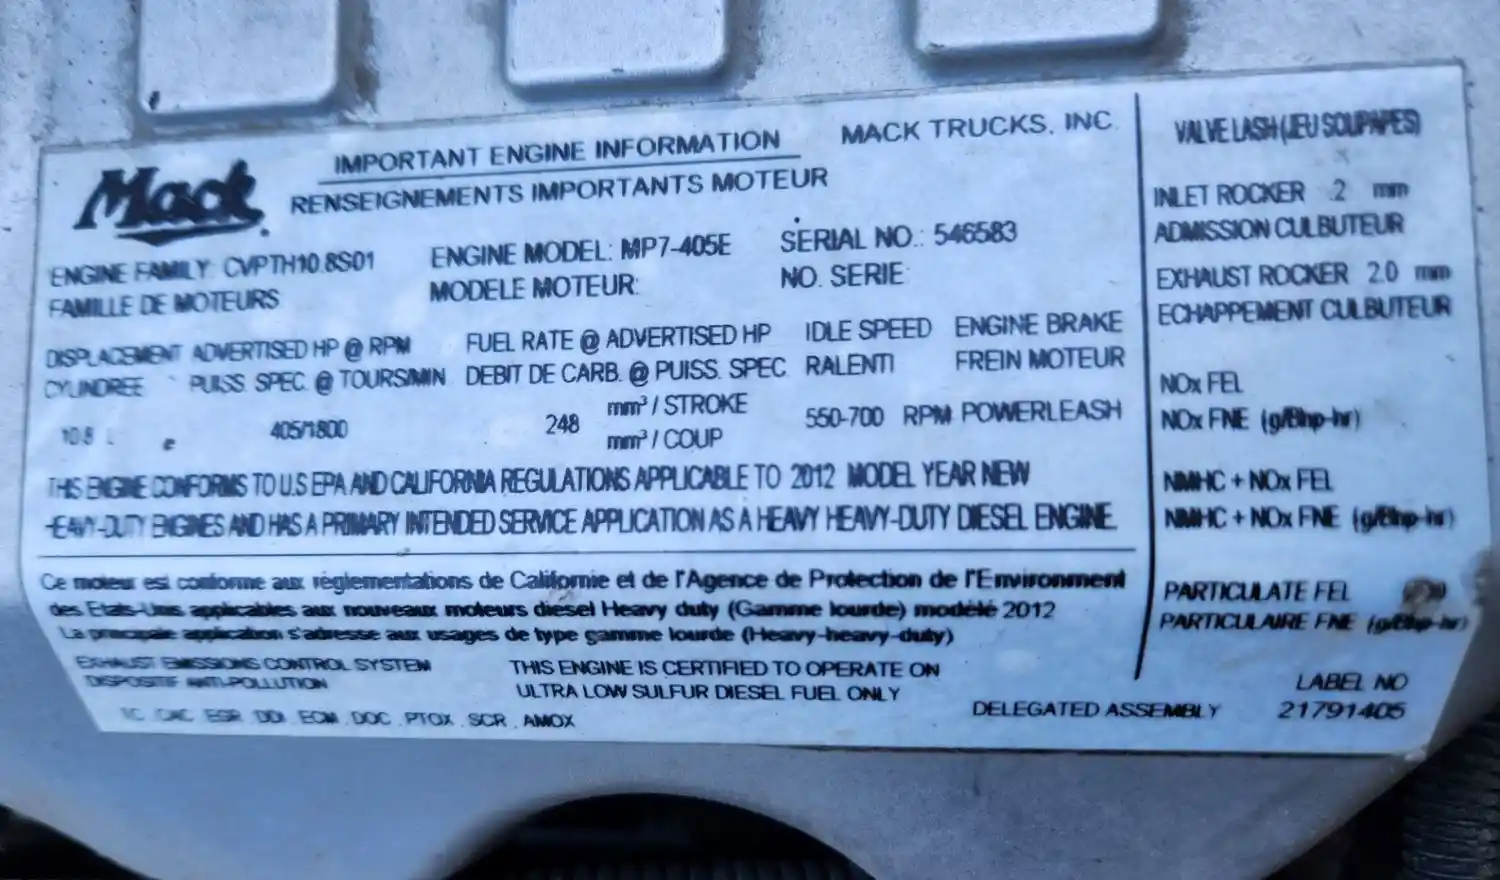 Mack
IMPORTANT ENGINE INFORMATION
RENSEIGNEMENTS IMPORTANTS MOTEUR
MACK TRUCKS, INC.
ENGINE FAMILY: CVPTH10.8S01
FAMILLE DE MOTEURS
ENGINE MODEL: MP7-405E
MODELE MOTEUR:
SERIAL NO.: 546583
NO. SERIE:
DISPLACEMENT
CYLINDREE
10.8 L
ADVERTISED HP @ RPM
PUISS. SPEC. @ TOURS/MIN
405/1800
FUEL RATE @ ADVERTISED HP
DEBIT DE CARB. @ PUISS. SPEC.
248
mm³ / STROKE
mm³ / COUP
IDLE SPEED
RALENTI
550-700 RPM
ENGINE BRAKE
FREIN MOTEUR
POWERLEASH
THIS ENGINE CONFORMS TO U.S EPA AND CALIFORNIA REGULATIONS APPLICABLE TO 2012 MODEL YEAR NEW
HEAVY-DUTY ENGINES AND HAS A PRIMARY INTENDED SERVICE APPLICATION AS A HEAVY HEAVY-DUTY DIESEL ENGINE.
Ce moteur est conforme aux règlementations de Californie et de l'Agence de Protection de l'Environment
des Etats-Unis applicables aux nouveaux moteurs diesel Heavy duty (Gamme lourde) modèlé 2012
La principale application s'adresse aux usages de type gamme lourde (Heavy-heavy-duty)
EXHAUST EMISSIONS CONTROL SYSTEM
DISPOSITIF ANTI-POLLUTION
TC , CAC, EGR, DDI, ECM, DOC, PTOX, SCR, AMOX
THIS ENGINE IS CERTIFIED TO OPERATE ON
ULTRA LOW SULFUR DIESEL FUEL ONLY
DELEGATED ASSEMBLY
VALVE LASH (JEU SOUPAPES)
INLET ROCKER .2 mm
ADMISSION CULBUTEUR
EXHAUST ROCKER 2.0 mm
ECHAPPEMENT CULBUTEUR
NOx FEL
NOx FNE (g/Bhp-hr)
NMHC + NOx FEL
NMHC + NOx FNE (g/Bhp-hr)
PARTICULATE FEL
PARTICULAIRE FNE (g/Bhp-hr)
LABEL NO
21791405